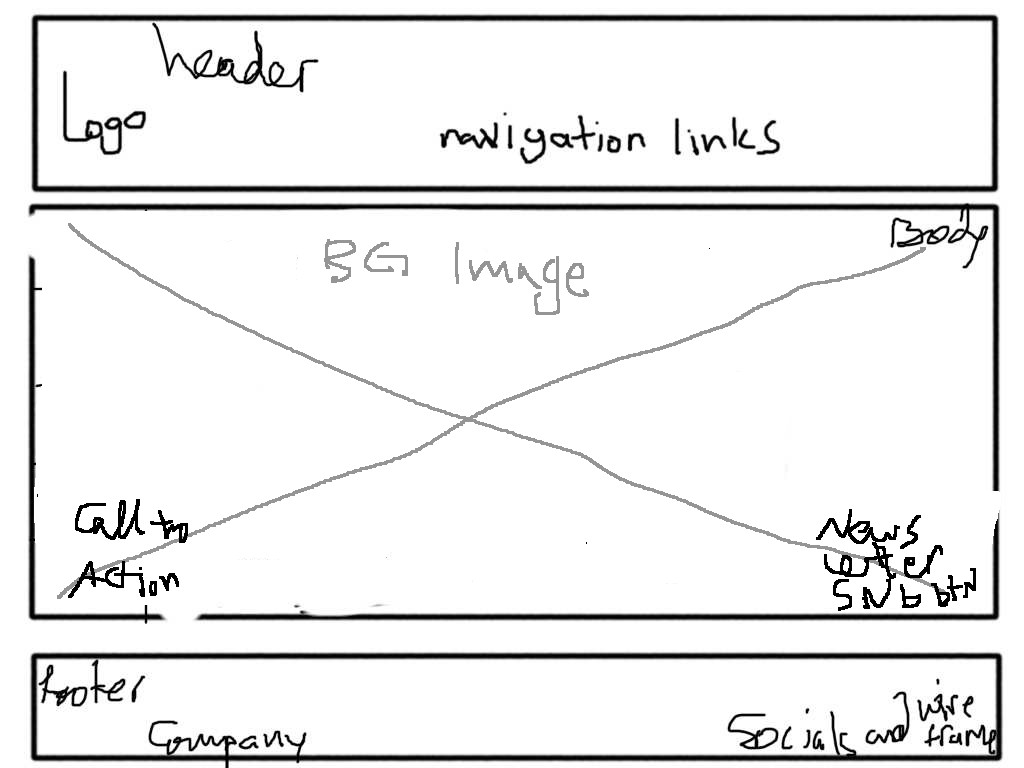 header
Logo
navigation links
Body
BG Image
Call to
Action
News
Letter
SNb btn
footer
Company
Socials and wire
frame